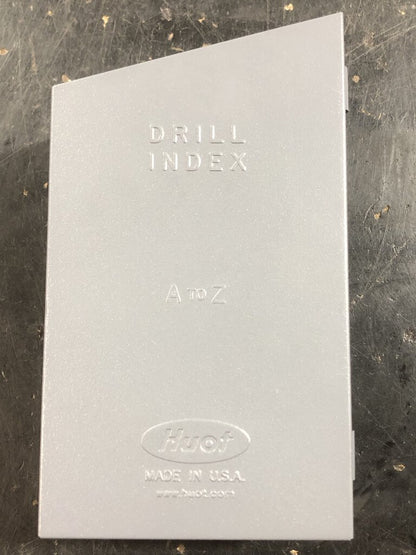 DRILL
INDEX
A TO Z
Huot
MADE IN U.S.A.
www.huot.com